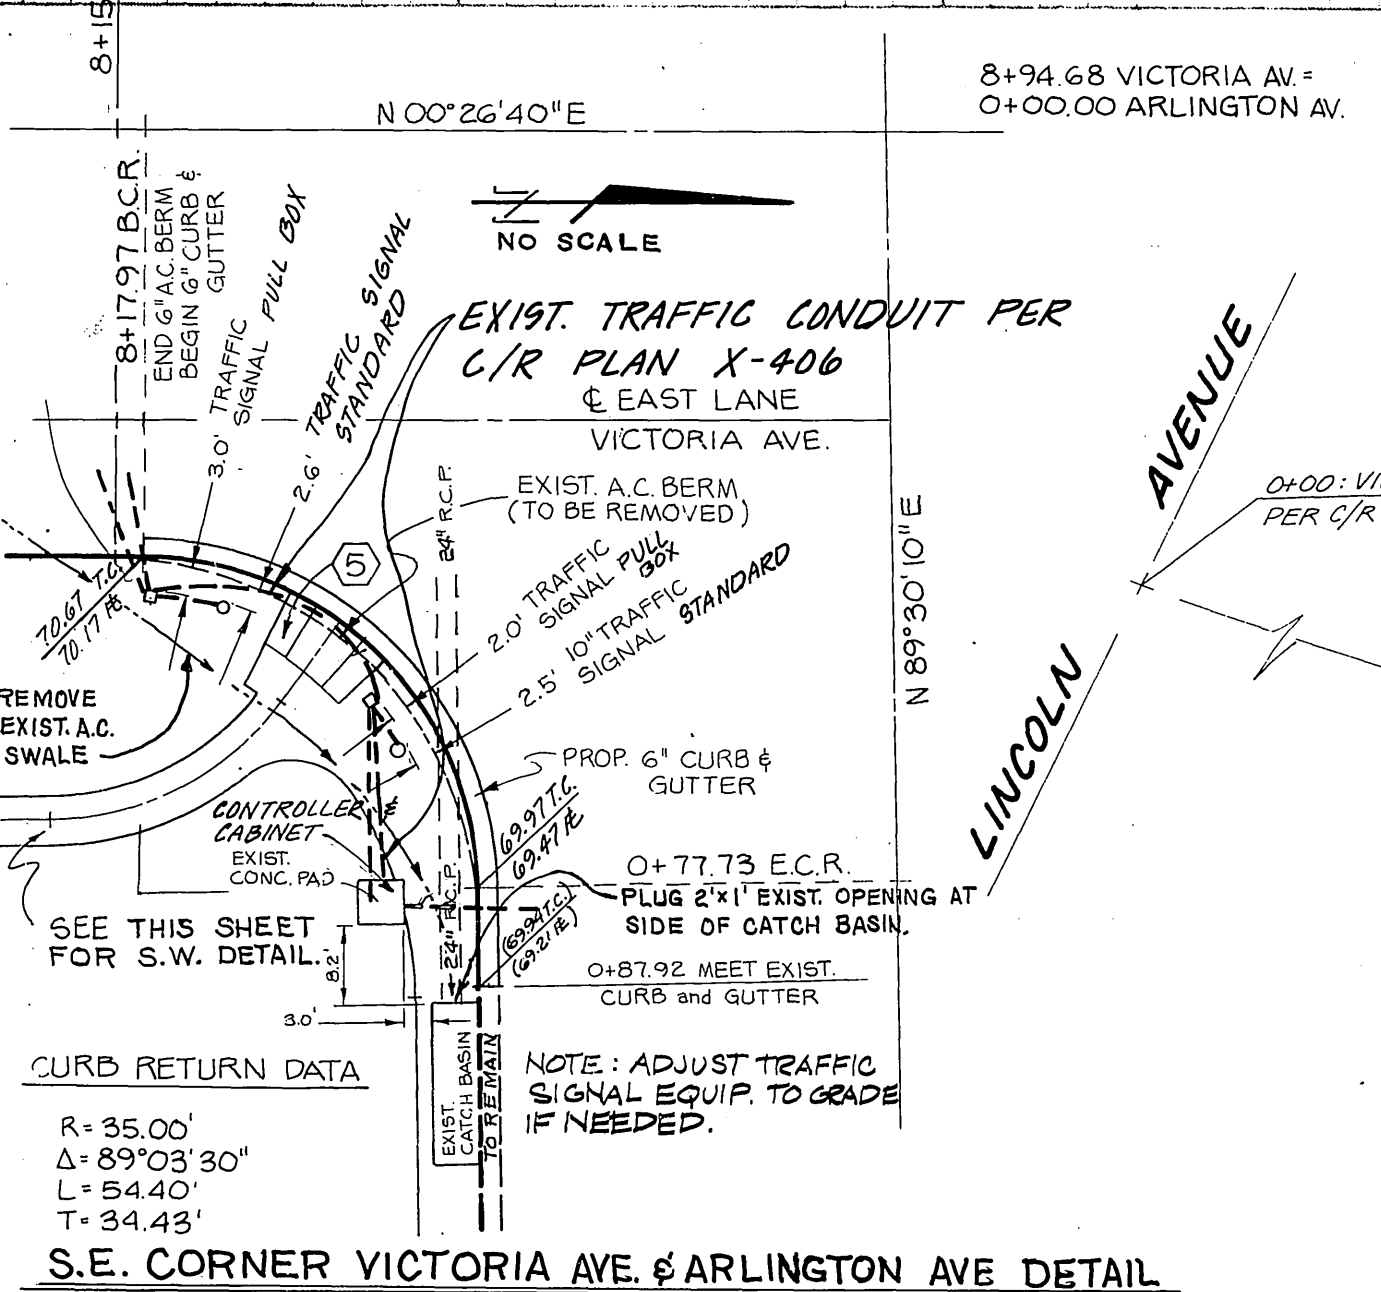 8+15
N 00°26'40"E
8+94.68 VICTORIA AV.=
0+00.00 ARLINGTON AV.
8+17.97 B.C.R.
END 6" A.C. BERM
BEGIN 6" CURB &
GUTTER
3.0' TRAFFIC
SIGNAL PULL BOX
2.6' TRAFFIC SIGNAL
STANDARD
NO SCALE
EXIST. TRAFFIC CONDUIT PER
C/R PLAN X-406
℄ EAST LANE
VICTORIA AVE.
EXIST. A.C. BERM
(TO BE REMOVED)
24" R.C.P.
5
2.0' TRAFFIC
SIGNAL PULL
BOX
2.5' 10" TRAFFIC
SIGNAL STANDARD
N 89°30'10"E
AVENUE
LINCOLN
0+00: VI
PER C/R
70.67 T.C.
70.17 ℄
REMOVE
EXIST. A.C.
SWALE
PROP. 6" CURB &
GUTTER
CONTROLLER &
CABINET
EXIST.
CONC. PAD
69.97 T.C.
69.47 ℄
0+77.73 E.C.R.
PLUG 2'x1' EXIST. OPENING AT
SIDE OF CATCH BASIN.
(69.94 T.C.)
(69.21 ℄)
24" R.C.P.
SEE THIS SHEET
FOR S.W. DETAIL.
8.2'
3.0'
0+87.92 MEET EXIST.
CURB and GUTTER
EXIST.
CATCH BASIN
TO REMAIN
NOTE: ADJUST TRAFFIC
SIGNAL EQUIP. TO GRADE
IF NEEDED.
CURB RETURN DATA
R= 35.00'
Δ= 89°03'30"
L= 54.40'
T= 34.43'
S.E. CORNER VICTORIA AVE. & ARLINGTON AVE DETAIL